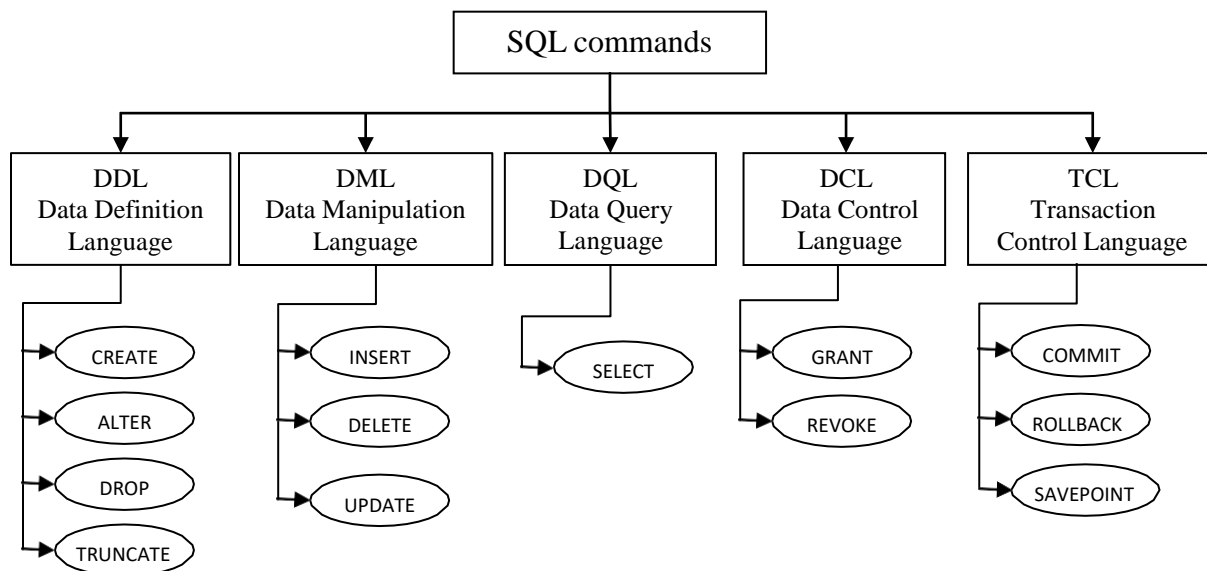 SQL commands
DDL
Data Definition
Language
DML
Data Manipulation
Language
DQL
Data Query
Language
DCL
Data Control
Language
TCL
Transaction
Control Language
CREATE
ALTER
DROP
TRUNCATE
INSERT
DELETE
UPDATE
SELECT
GRANT
REVOKE
COMMIT
ROLLBACK
SAVEPOINT